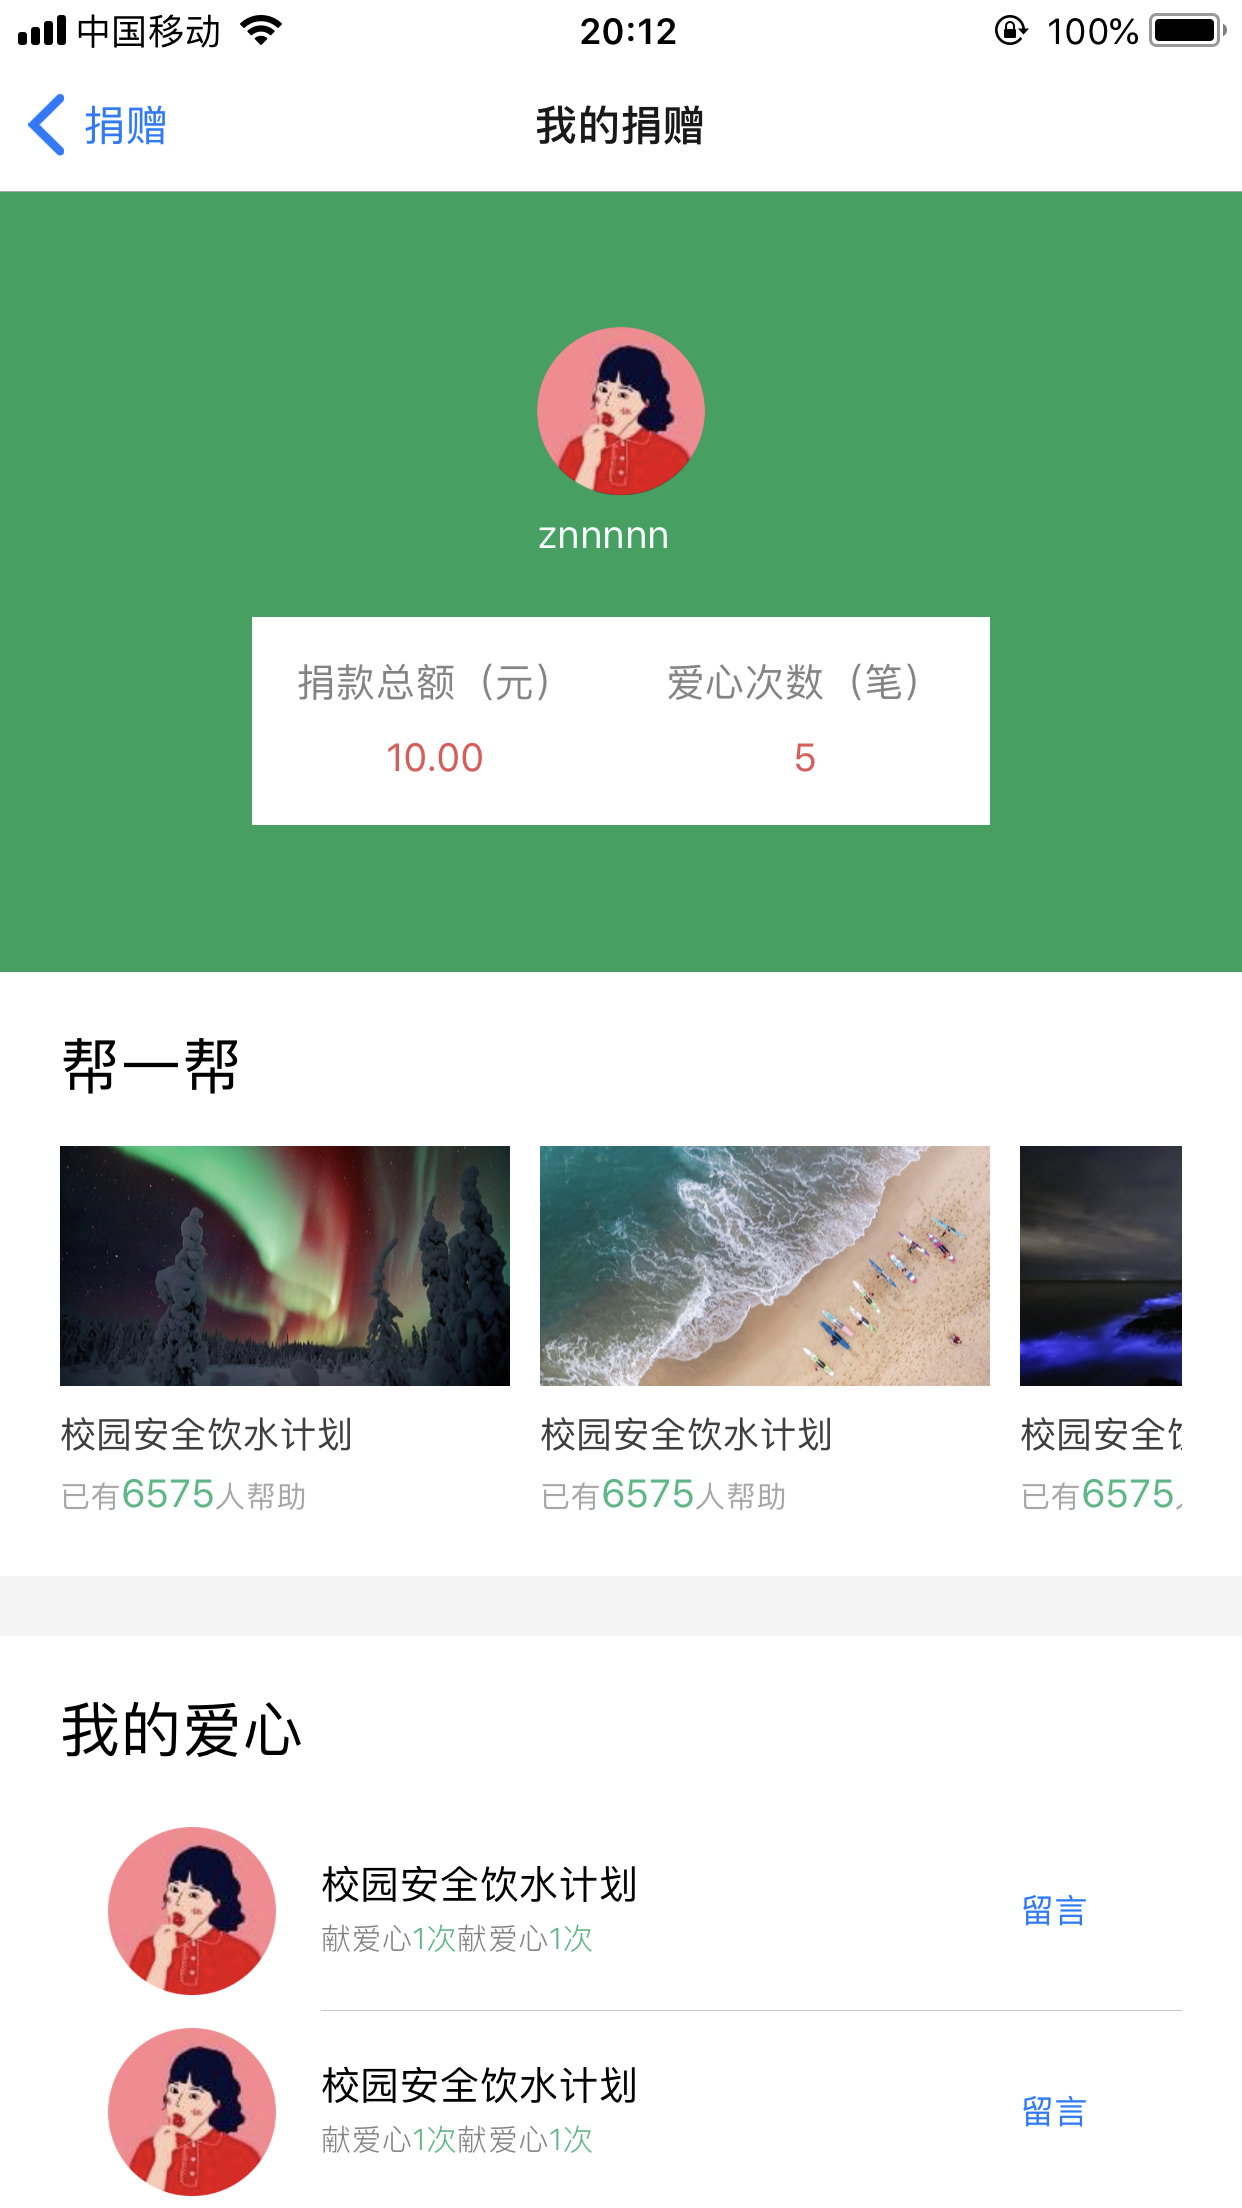 中国移动 20:12 100%
捐赠 我的捐赠
znnnnn
捐款总额（元） 爱心次数（笔）
10.00 5
帮一帮
校园安全饮水计划 校园安全饮水计划 校园安全饮
已有6575人帮助 已有6575人帮助 已有6575人
我的爱心
校园安全饮水计划
留言
献爱心1次献爱心1次
校园安全饮水计划
留言
献爱心1次献爱心1次